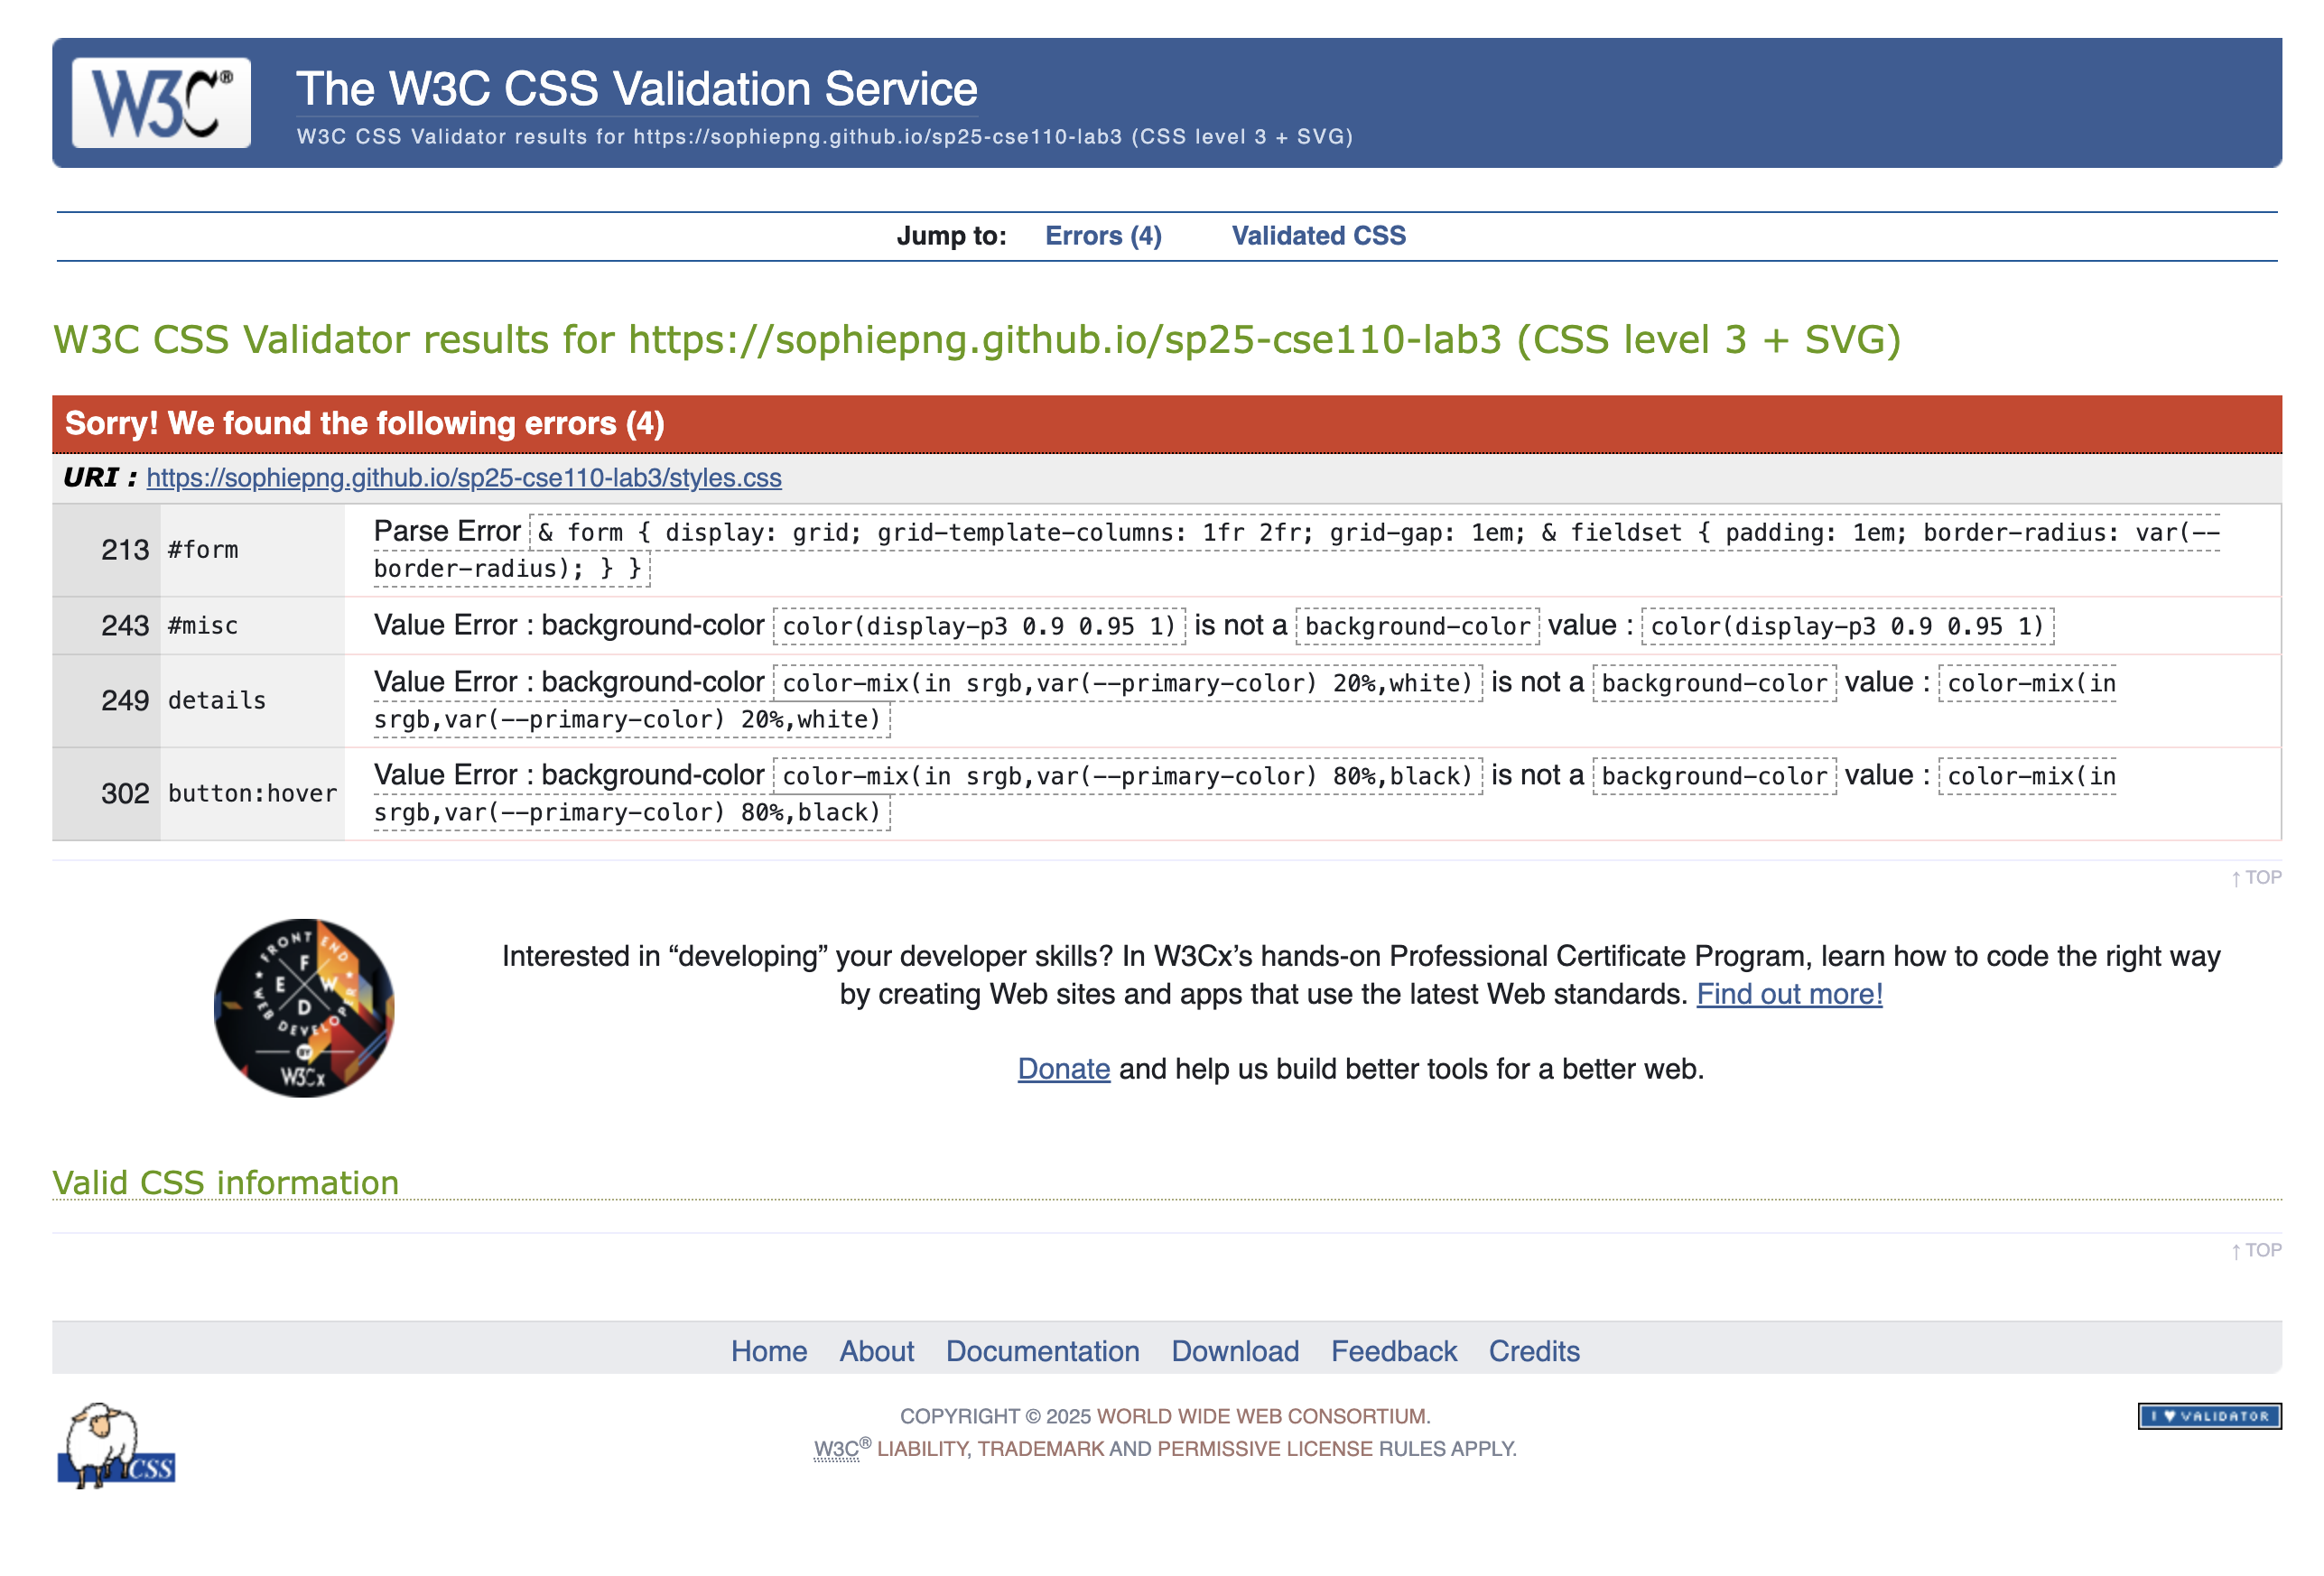 W3C®
The W3C CSS Validation Service
W3C CSS Validator results for https://sophiepng.github.io/sp25-cse110-lab3 (CSS level 3 + SVG)
Jump to: Errors (4) Validated CSS
W3C CSS Validator results for https://sophiepng.github.io/sp25-cse110-lab3 (CSS level 3 + SVG)
Sorry! We found the following errors (4)
URI : https://sophiepng.github.io/sp25-cse110-lab3/styles.css
213 #form Parse Error & form { display: grid; grid-template-columns: 1fr 2fr; grid-gap: 1em; & fieldset { padding: 1em; border-radius: var(--
border-radius); } }
243 #misc Value Error : background-color color(display-p3 0.9 0.95 1) is not a background-color value : color(display-p3 0.9 0.95 1)
249 details Value Error : background-color color-mix(in srgb,var(--primary-color) 20%,white) is not a background-color value : color-mix(in
srgb,var(--primary-color) 20%,white)
302 button:hover Value Error : background-color color-mix(in srgb,var(--primary-color) 80%,black) is not a background-color value : color-mix(in
srgb,var(--primary-color) 80%,black)
↑ TOP
FRONT END
F
E W
D
WEB DEVELOPER
BY
W3Cx
Interested in “developing” your developer skills? In W3Cx’s hands-on Professional Certificate Program, learn how to code the right way
by creating Web sites and apps that use the latest Web standards. Find out more!
Donate and help us build better tools for a better web.
Valid CSS information
↑ TOP
Home About Documentation Download Feedback Credits
CSS
COPYRIGHT © 2025 WORLD WIDE WEB CONSORTIUM.
W3C® LIABILITY, TRADEMARK AND PERMISSIVE LICENSE RULES APPLY.
I ♥ VALIDATOR